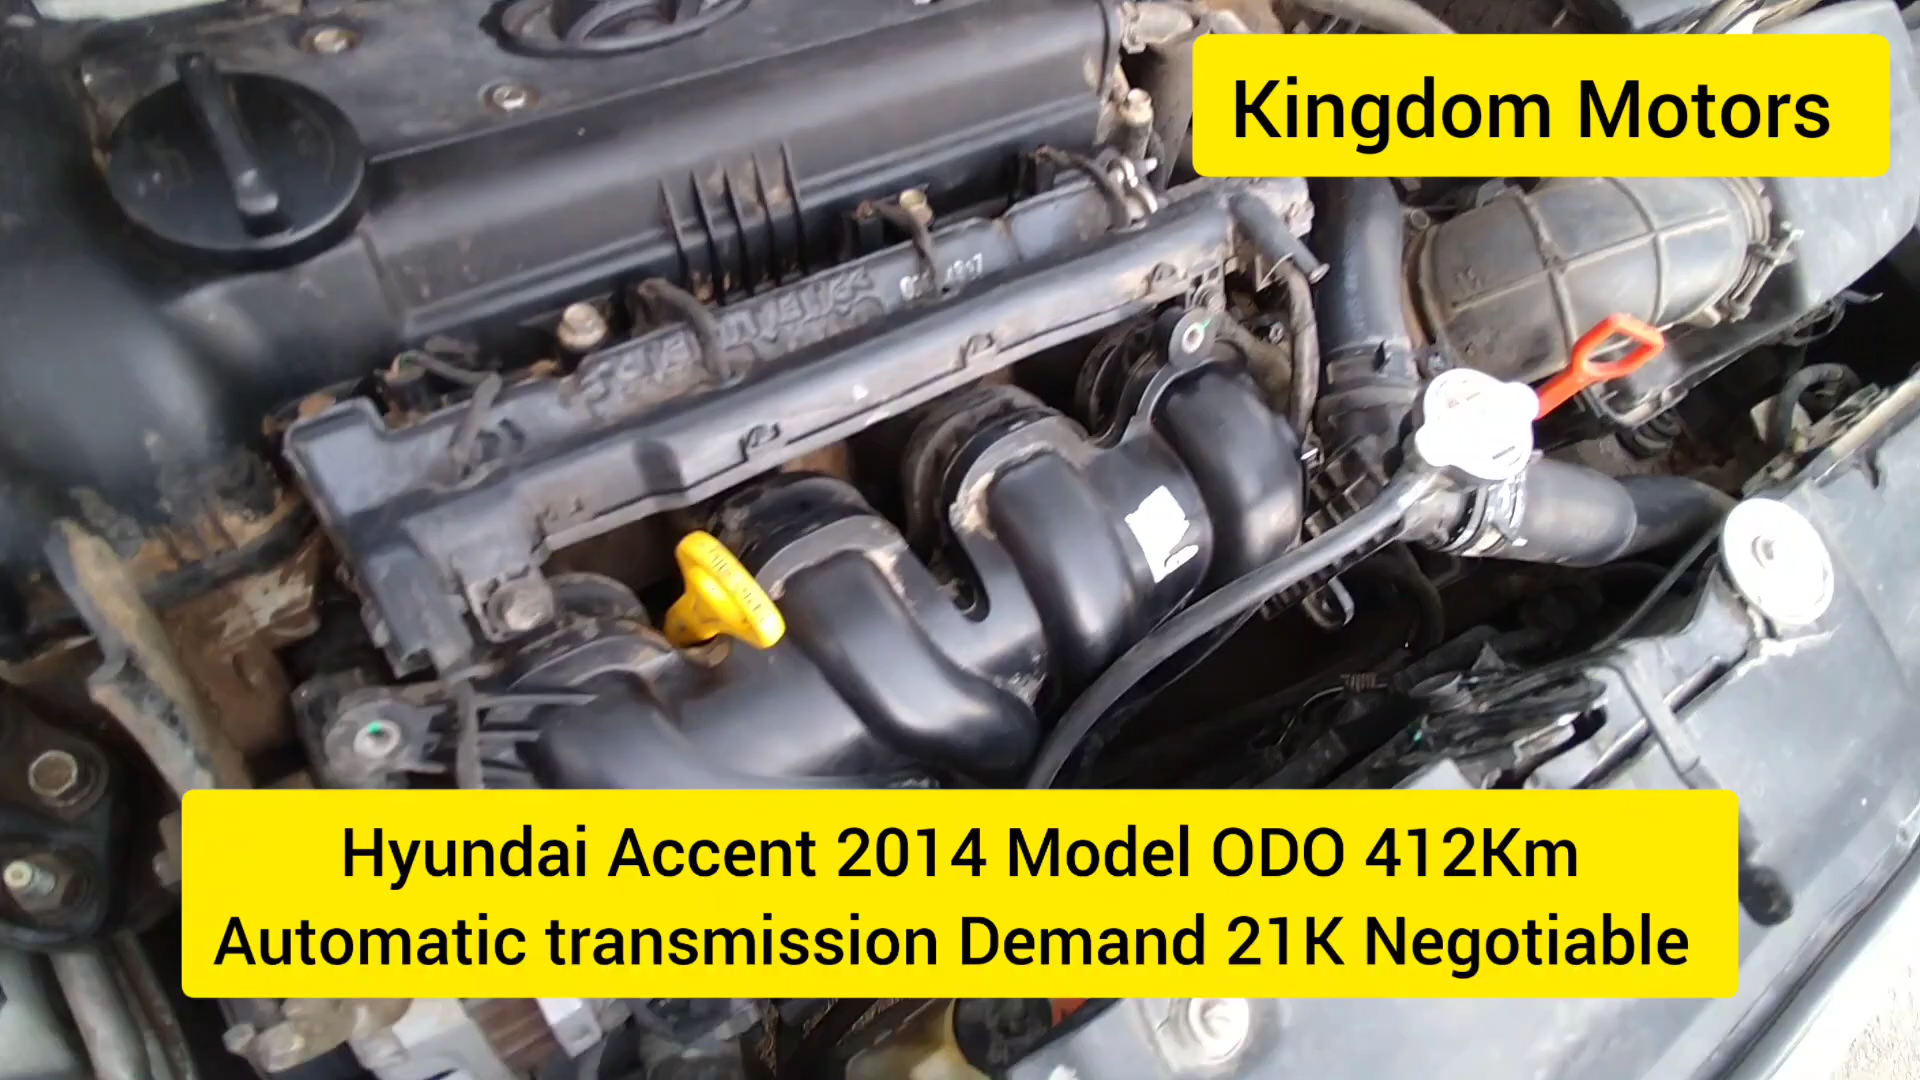 Kingdom Motors
Hyundai Accent 2014 Model ODO 412Km
Automatic transmission Demand 21K Negotiable